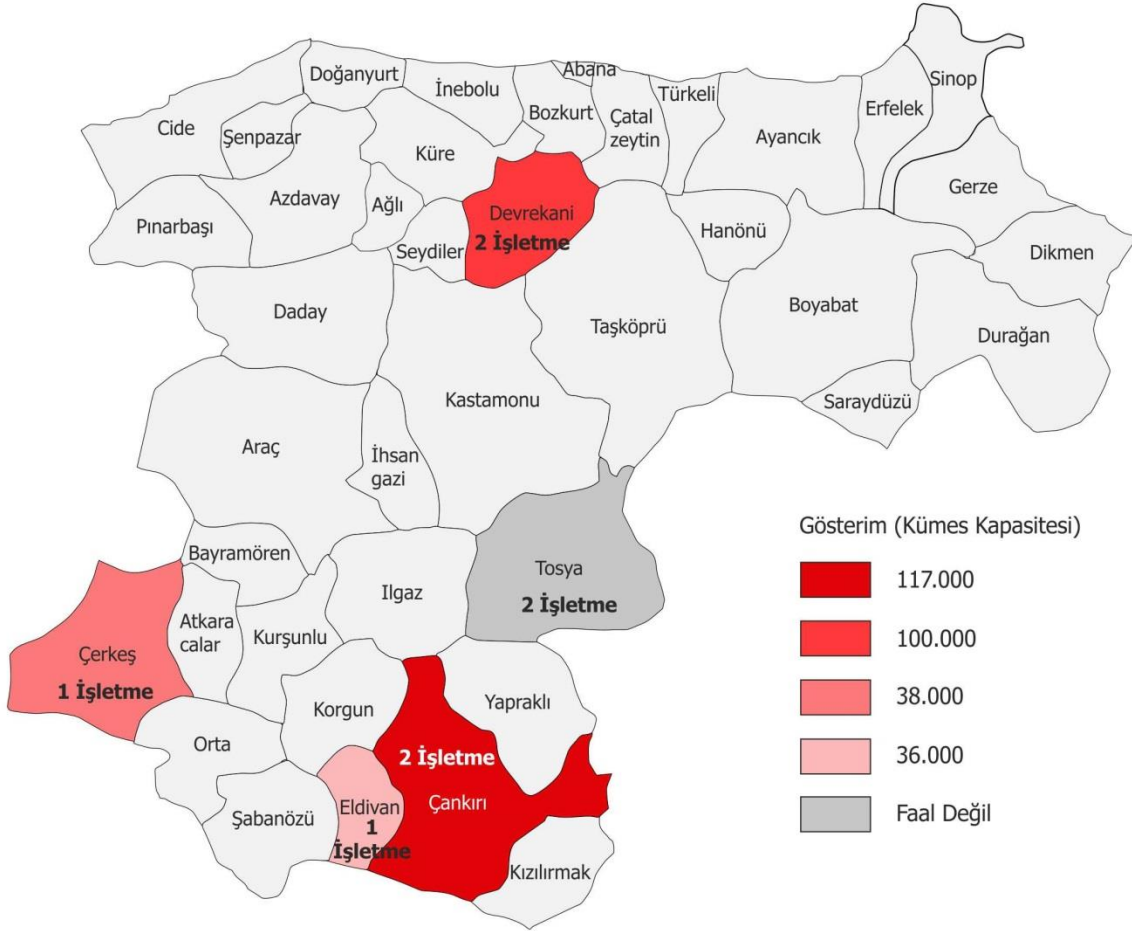 Doğanyurt
İnebolu
Abana
Bozkurt
Çatal
zeytin
Türkeli
Ayancık
Erfelek
Sinop
Cide
Şenpazar
Küre
Azdavay
Ağlı
Pınarbaşı
Seydiler
Devrekani
2 İşletme
Hanönü
Gerze
Dikmen
Daday
Taşköprü
Boyabat
Durağan
Saraydüzü
Kastamonu
Araç
İhsan
gazi
Bayramören
Ilgaz
Tosya
2 İşletme
Çerkeş
1 İşletme
Atkara
calar
Kurşunlu
Korgun
Yapraklı
Orta
2 İşletme
Çankırı
Şabanözü
Eldivan
1
İşletme
Kızılırmak
Gösterim (Kümes Kapasitesi)
117.000
100.000
38.000
36.000
Faal Değil